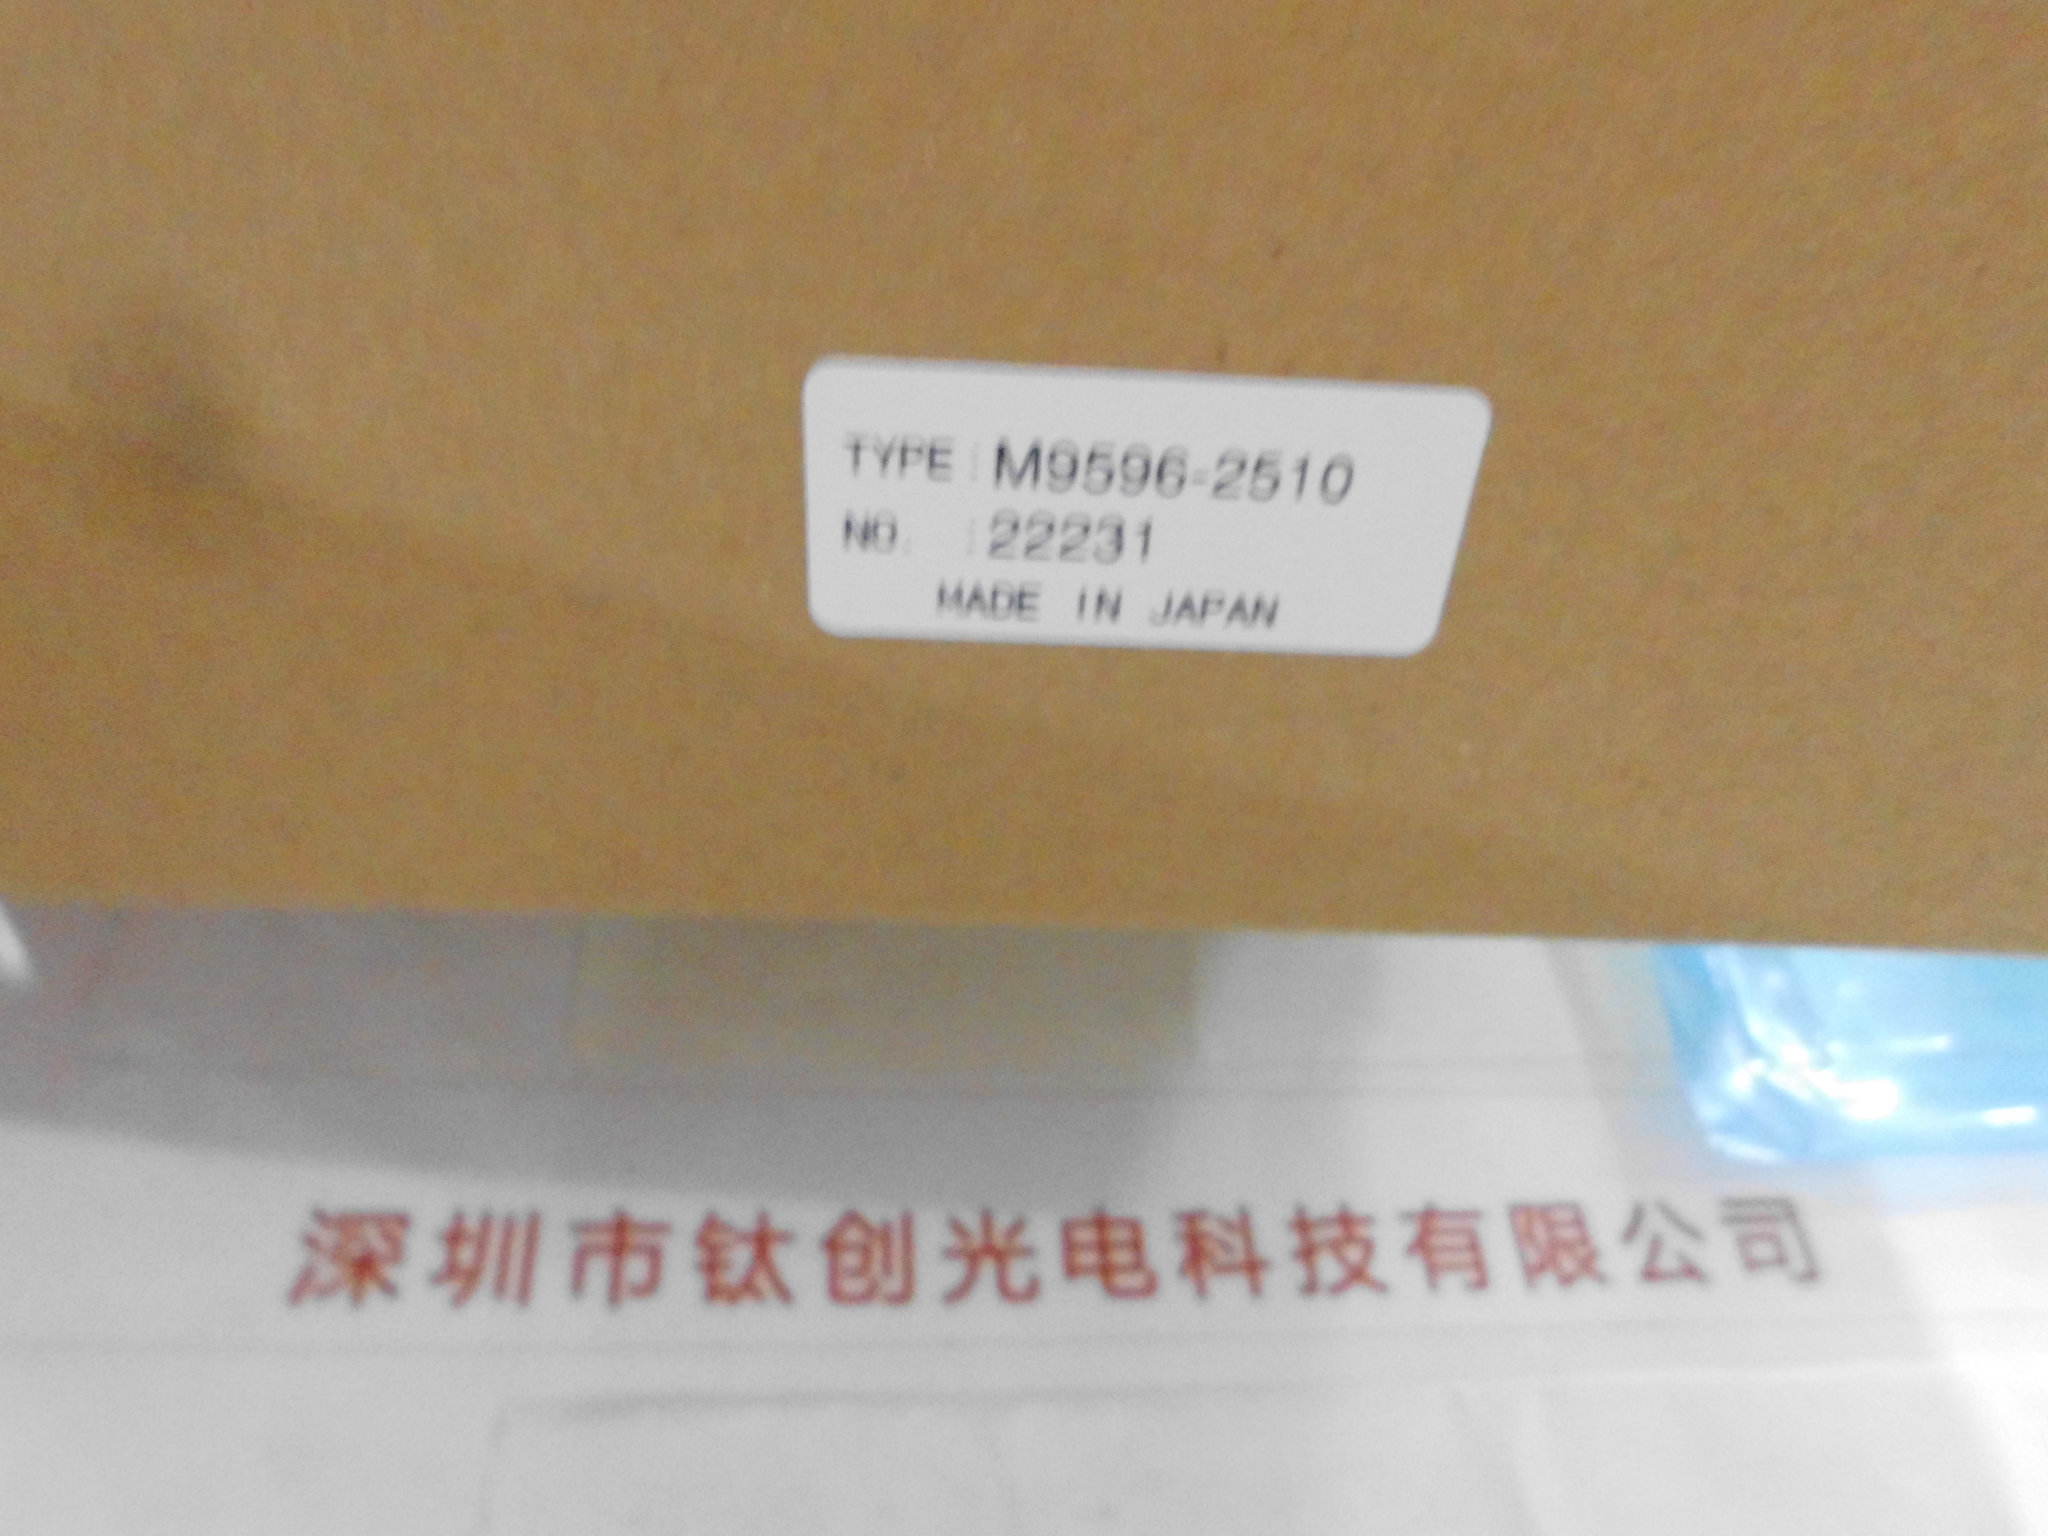 TYPE : M9596-2510
NO. : 22231
MADE IN JAPAN
深圳市钛创光电科技有限公司